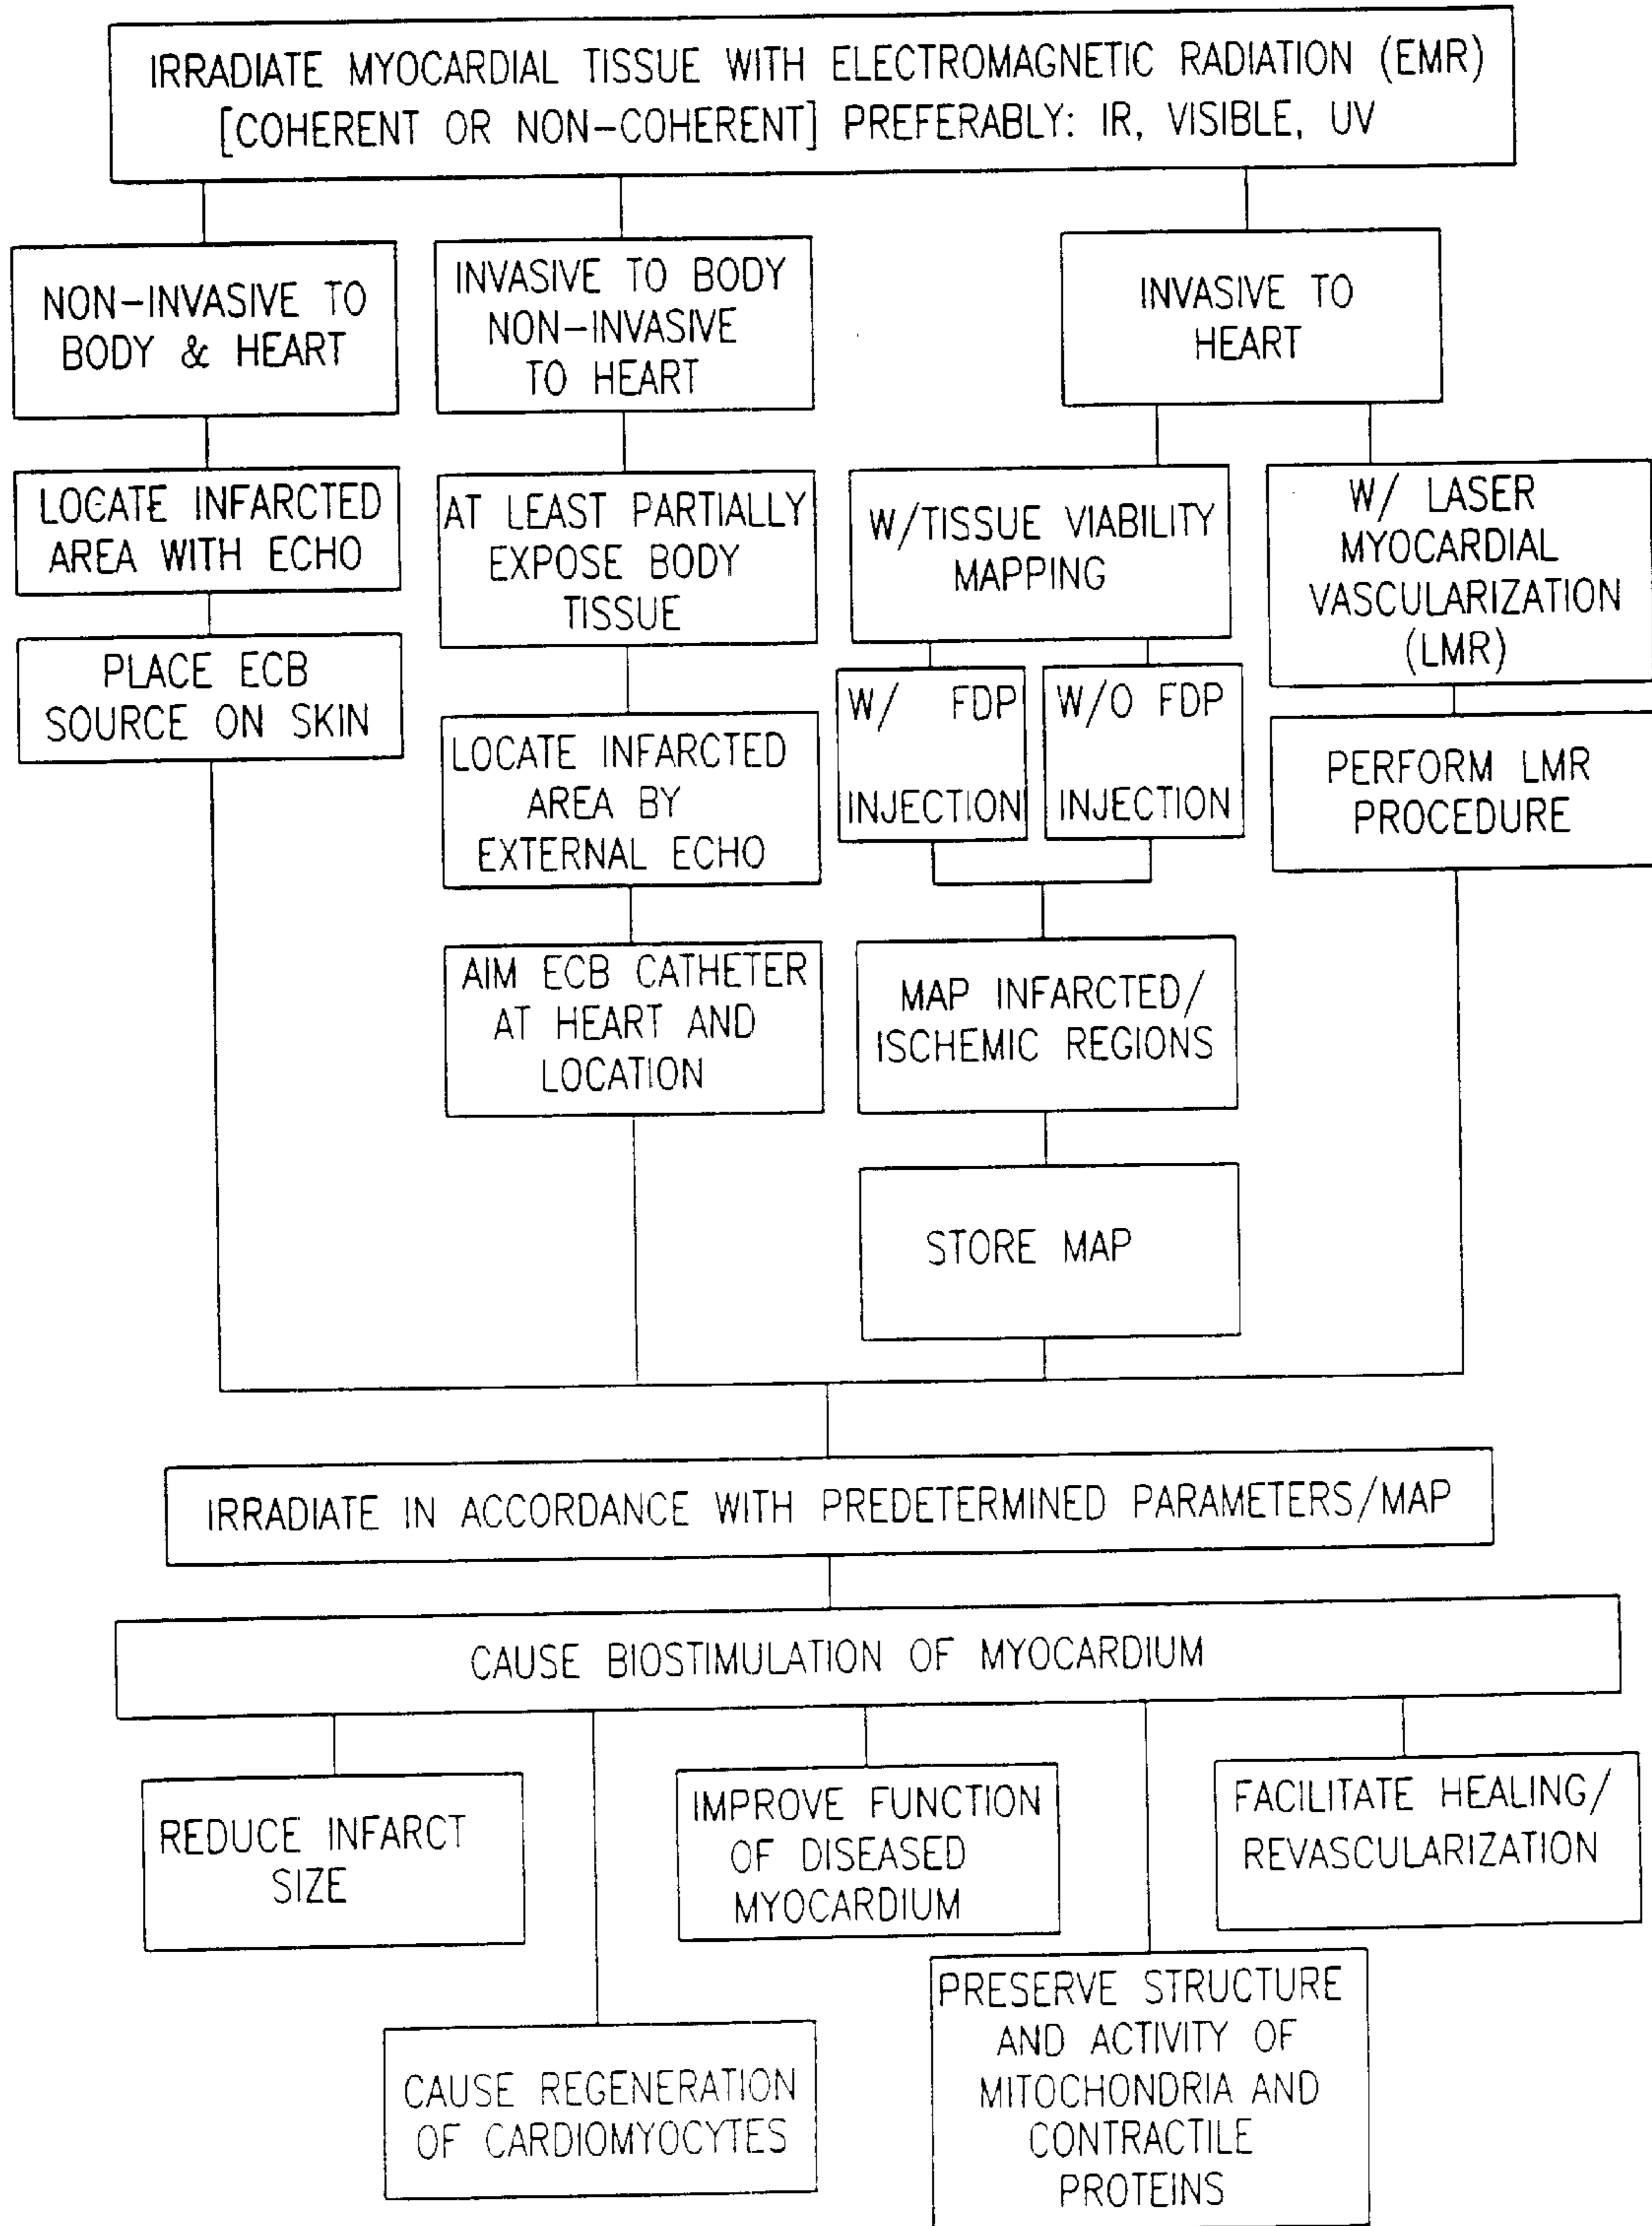 IRRADIATE MYOCARDIAL TISSUE WITH ELECTROMAGNETIC RADIATION (EMR)
[COHERENT OR NON-COHERENT] PREFERABLY: IR, VISIBLE, UV
NON-INVASIVE TO
BODY & HEART
INVASIVE TO BODY
NON-INVASIVE
TO HEART
INVASIVE TO
HEART
LOCATE INFARCTED
AREA WITH ECHO
AT LEAST PARTIALLY
EXPOSE BODY
TISSUE
W/TISSUE VIABILITY
MAPPING
W/ LASER
MYOCARDIAL
VASCULARIZATION
(LMR)
PLACE ECB
SOURCE ON SKIN
LOCATE INFARCTED
AREA BY
EXTERNAL ECHO
W/ FDP
INJECTION
W/O FDP
INJECTION
PERFORM LMR
PROCEDURE
AIM ECB CATHETER
AT HEART AND
LOCATION
MAP INFARCTED/
ISCHEMIC REGIONS
STORE MAP
IRRADIATE IN ACCORDANCE WITH PREDETERMINED PARAMETERS/MAP
CAUSE BIOSTIMULATION OF MYOCARDIUM
REDUCE INFARCT
SIZE
IMPROVE FUNCTION
OF DISEASED
MYOCARDIUM
FACILITATE HEALING/
REVASCULARIZATION
CAUSE REGENERATION
OF CARDIOMYOCYTES
PRESERVE STRUCTURE
AND ACTIVITY OF
MITOCHONDRIA AND
CONTRACTILE
PROTEINS